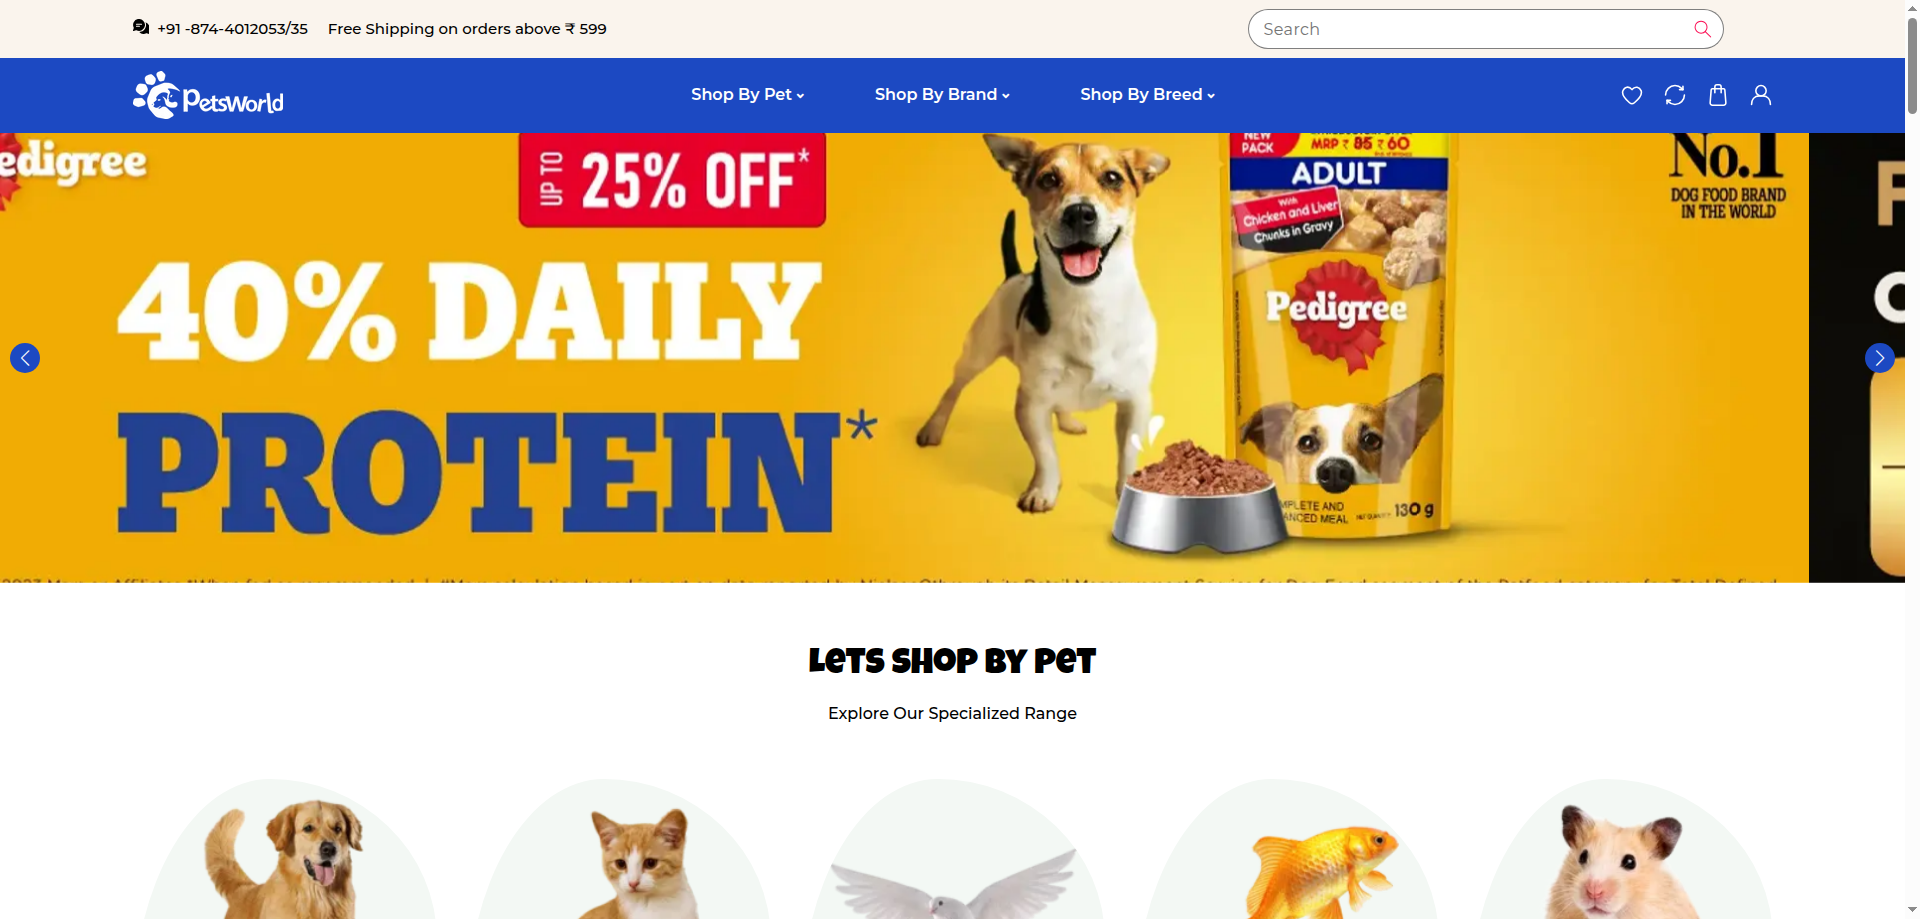 +91 -874-4012053/35
Free Shipping on orders above ₹ 599
Search
PetsWorld
Shop By Pet
Shop By Brand
Shop By Breed
edigree
UP TO
25% OFF*
40% DAILY
PROTEIN*
NEW
PACK
MRP ₹ 85 ₹ 60
ADULT
With
Chicken and Liver
Chunks in Gravy
Pedigree
MPLETE AND
ANCED MEAL
130 g
No.1
DOG FOOD BRAND
IN THE WORLD
F
C
Lets Shop By Pet
Explore Our Specialized Range